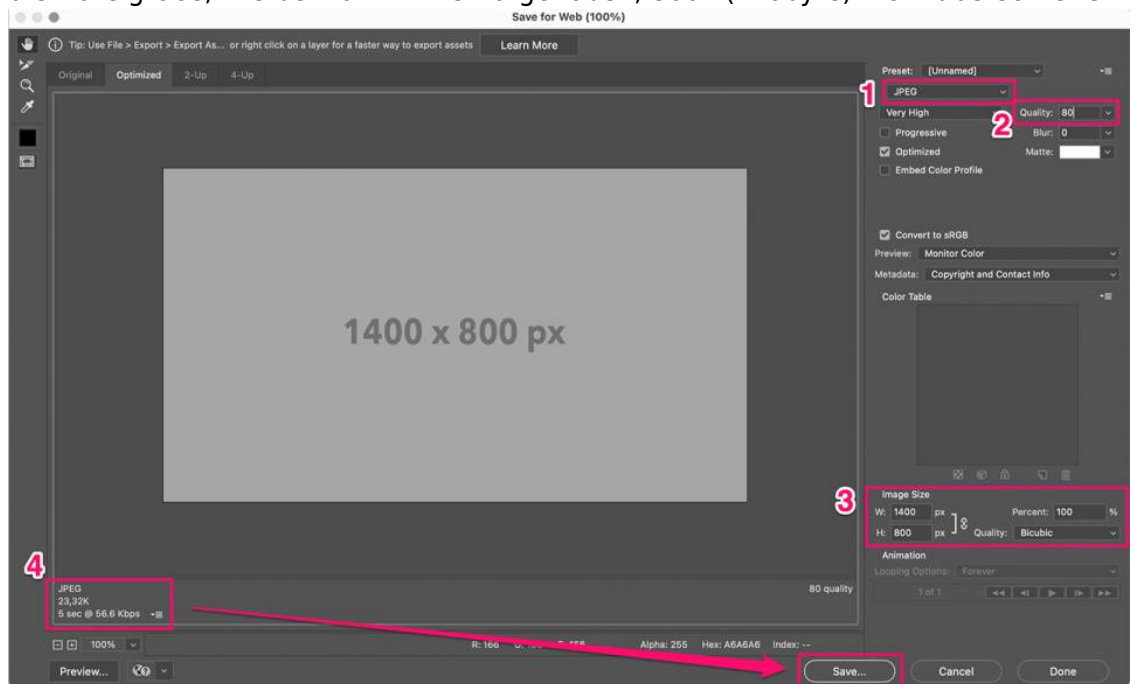 Save for Web (100%)
Tip: Use File > Export > Export As... or right click on a layer for a faster way to export assets
Learn More
Original Optimized 2-Up 4-Up
Preset: [Unnamed]
1 JPEG
Very High 2 Quality: 80
Progressive Blur: 0
Optimized Matte:
Embed Color Profile
Convert to sRGB
Preview: Monitor Color
Metadata: Copyright and Contact Info
Color Table
1400 x 800 px
3 Image Size
W: 1400 px Percent: 100 %
H: 800 px Quality: Bicubic
Animation
Looping Options: Forever
1 of 1
4
JPEG 80 quality
23,32K
5 sec @ 56.6 Kbps
100% R: 166 Alpha: 255 Hex: A6A6A6 Index: --
Preview... Save... Cancel Done